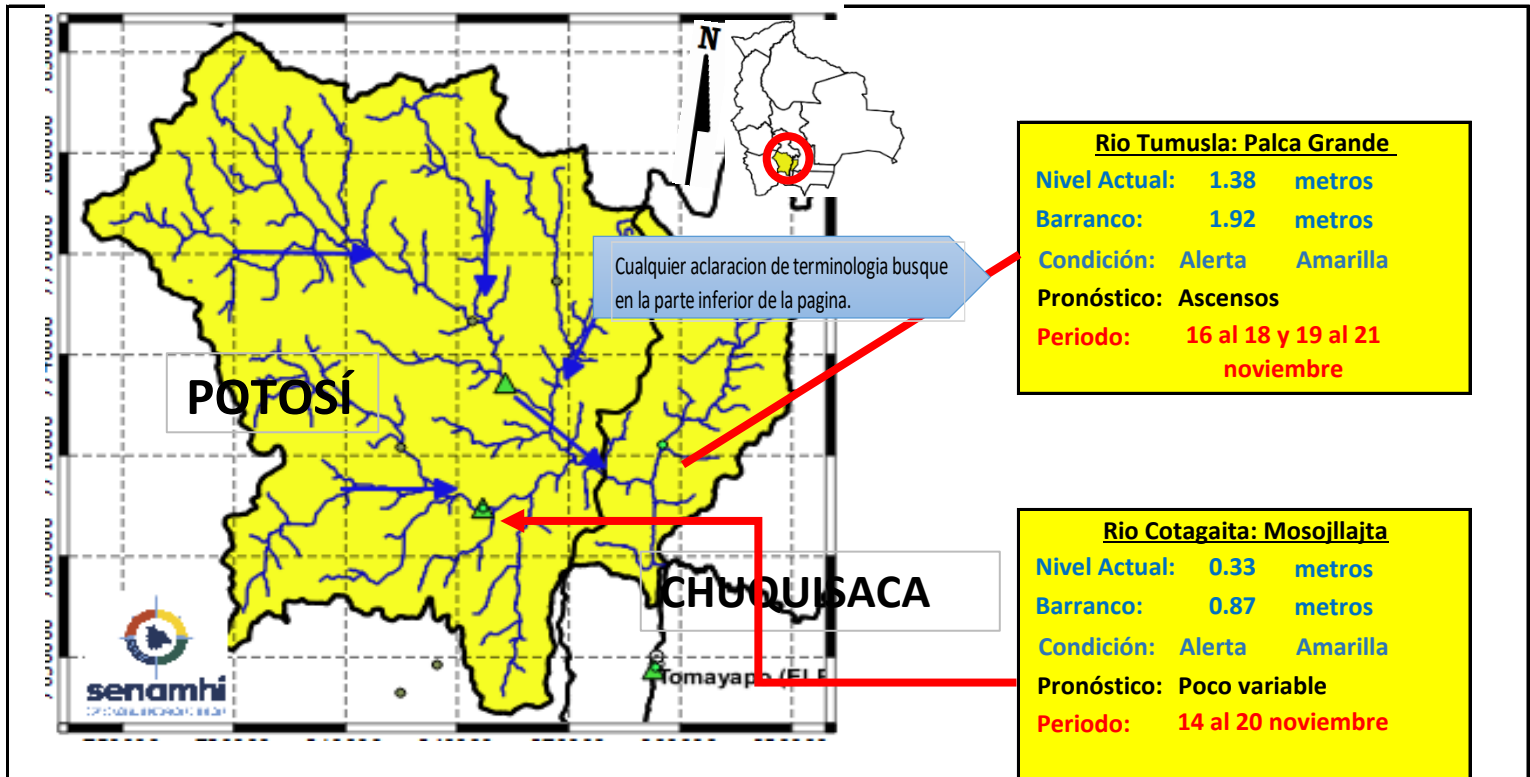 N
Cualquier aclaracion de terminologia busque
en la parte inferior de la pagina.
POTOSÍ
CHUQUISACA
Tomayapo
senamhi
Rio Tumusla: Palca Grande
Nivel Actual: 1.38 metros
Barranco: 1.92 metros
Condición: Alerta Amarilla
Pronóstico: Ascensos
Periodo: 16 al 18 y 19 al 21
noviembre
Rio Cotagaita: Mosojllajta
Nivel Actual: 0.33 metros
Barranco: 0.87 metros
Condición: Alerta Amarilla
Pronóstico: Poco variable
Periodo: 14 al 20 noviembre